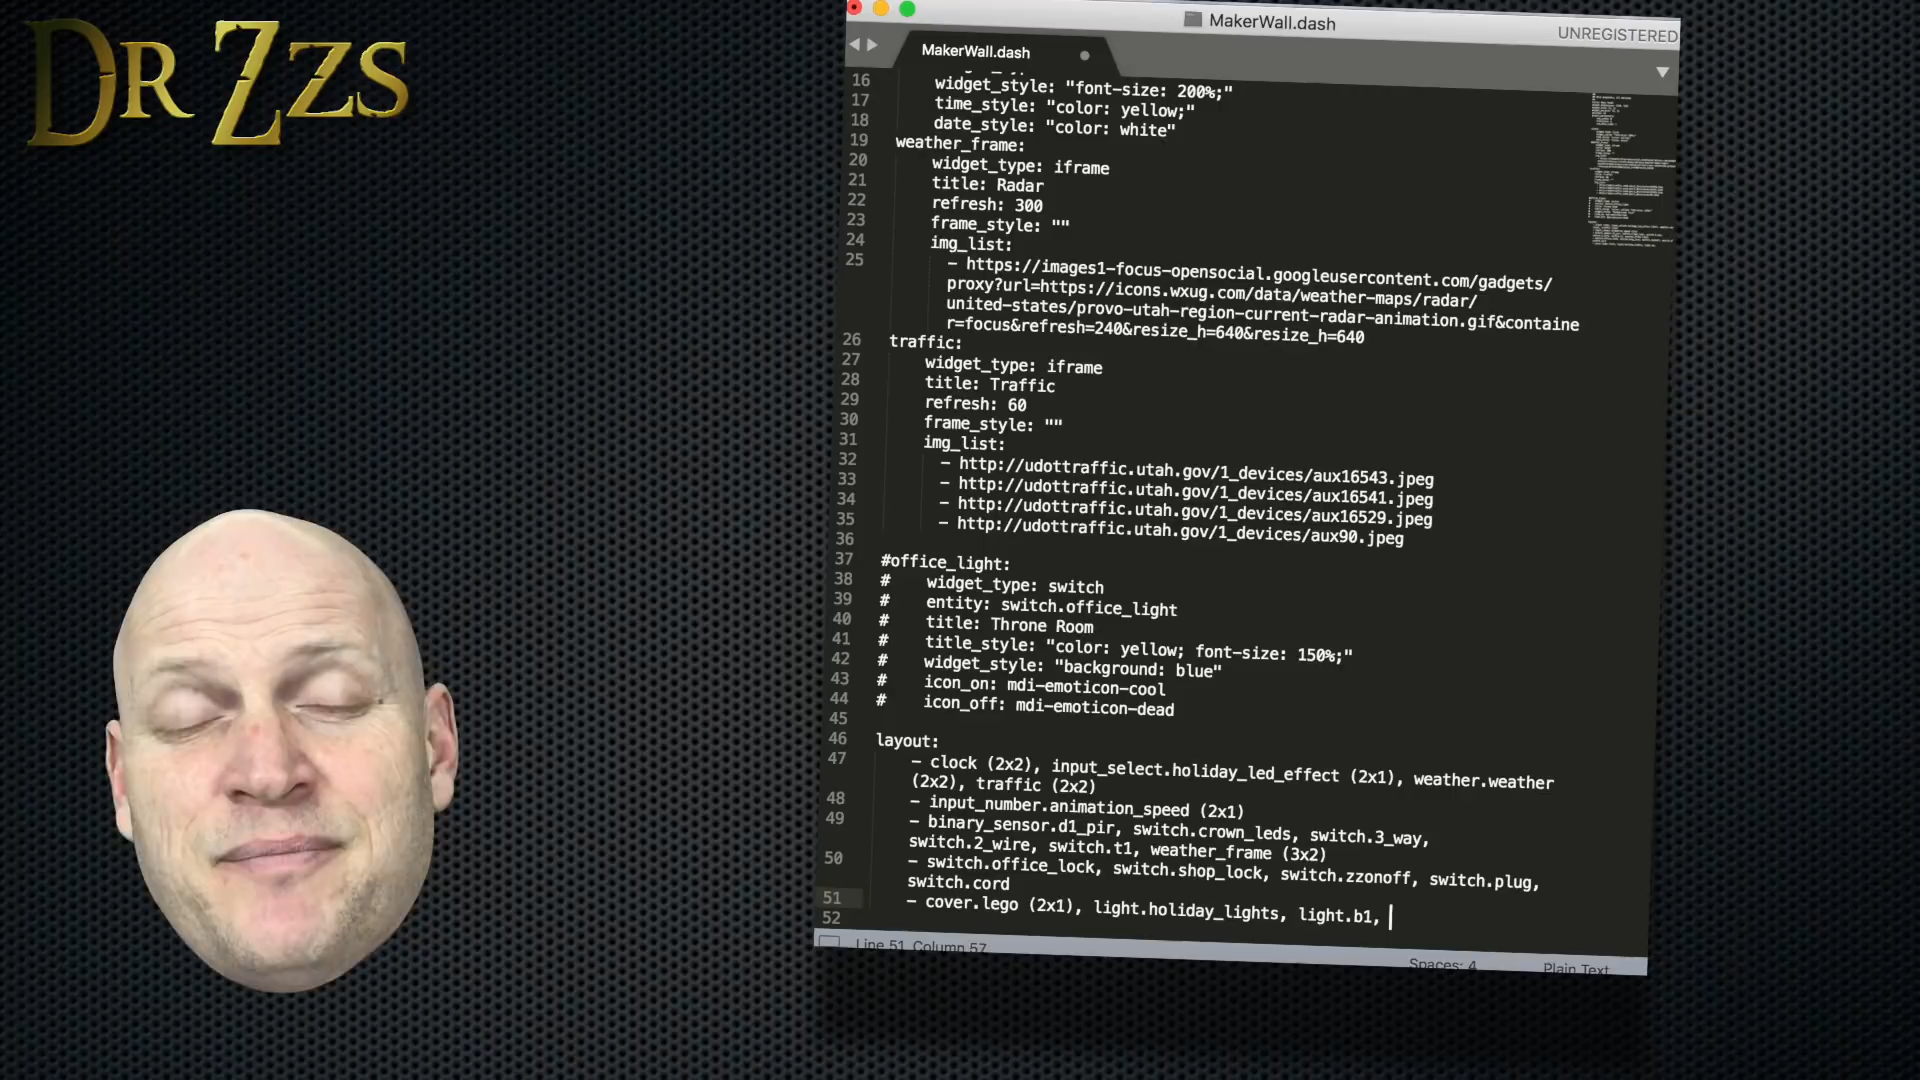 DR ZZS
MakerWall.dash
UNREGISTERED
MakerWall.dash
16
17 widget_style: "font-size: 200%;"
18 time_style: "color: yellow;"
date_style: "color: white"
19 weather_frame:
20 widget_type: iframe
21 title: Radar
22 refresh: 300
23 frame_style: ""
24 img_list:
25 - https://images1-focus-opensocial.googleusercontent.com/gadgets/
proxy?url=https://icons.wxug.com/data/weather-maps/radar/
united-states/provo-utah-region-current-radar-animation.gif&containe
r=focus&refresh=240&resize_h=640&resize_h=640
26 traffic:
27 widget_type: iframe
28 title: Traffic
29 refresh: 60
30 frame_style: ""
31 img_list:
32 - http://udottraffic.utah.gov/1_devices/aux16543.jpeg
33 - http://udottraffic.utah.gov/1_devices/aux16541.jpeg
34 - http://udottraffic.utah.gov/1_devices/aux16529.jpeg
35 - http://udottraffic.utah.gov/1_devices/aux90.jpeg
36
37 #office_light:
38 # widget_type: switch
39 # entity: switch.office_light
40 # title: Throne Room
41 # title_style: "color: yellow; font-size: 150%;"
42 # widget_style: "background: blue"
43 # icon_on: mdi-emoticon-cool
44 # icon_off: mdi-emoticon-dead
45
46 layout:
47 - clock (2x2), input_select.holiday_led_effect (2x1), weather.weather
(2x2), traffic (2x2)
48 - input_number.animation_speed (2x1)
49 - binary_sensor.d1_pir, switch.crown_leds, switch.3_way,
switch.2_wire, switch.t1, weather_frame (3x2)
50 - switch.office_lock, switch.shop_lock, switch.zzonoff, switch.plug,
switch.cord
51 - cover.lego (2x1), light.holiday_lights, light.b1,
52
Line 51, Column 57
Spaces: 4
Plain Text